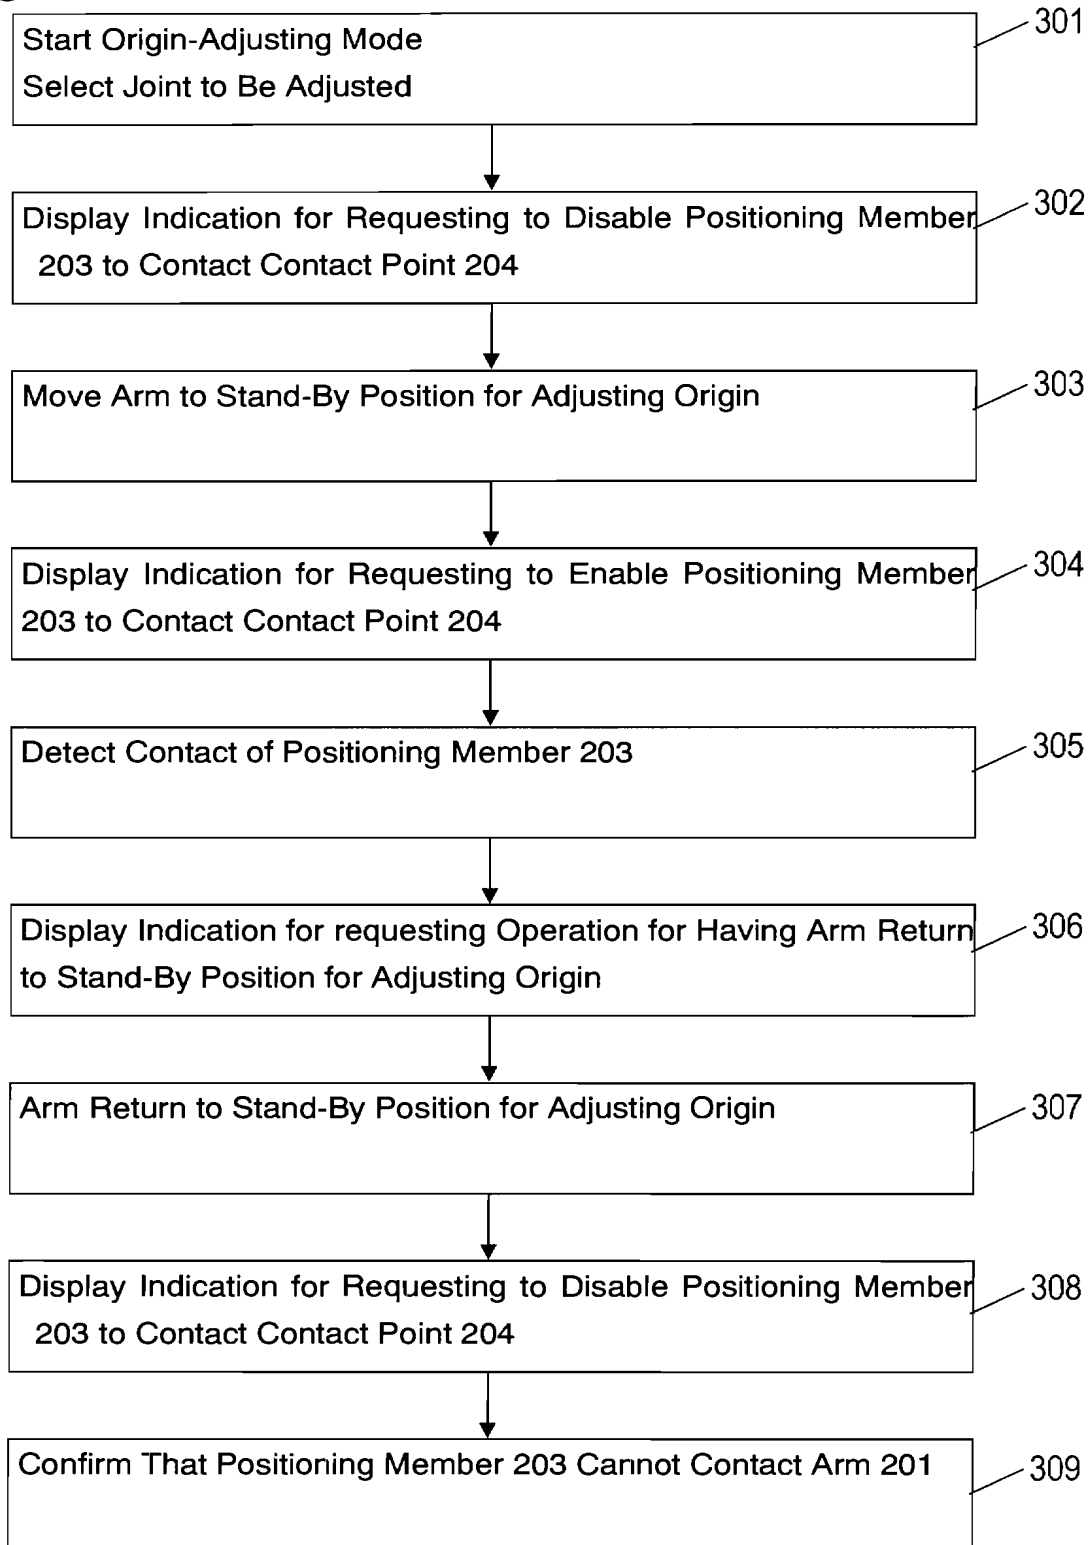 Start Origin-Adjusting Mode
Select Joint to Be Adjusted
301
Display Indication for Requesting to Disable Positioning Member
203 to Contact Contact Point 204
302
Move Arm to Stand-By Position for Adjusting Origin
303
Display Indication for Requesting to Enable Positioning Member
203 to Contact Contact Point 204
304
Detect Contact of Positioning Member 203
305
Display Indication for requesting Operation for Having Arm Return
to Stand-By Position for Adjusting Origin
306
Arm Return to Stand-By Position for Adjusting Origin
307
Display Indication for Requesting to Disable Positioning Member
203 to Contact Contact Point 204
308
Confirm That Positioning Member 203 Cannot Contact Arm 201
309